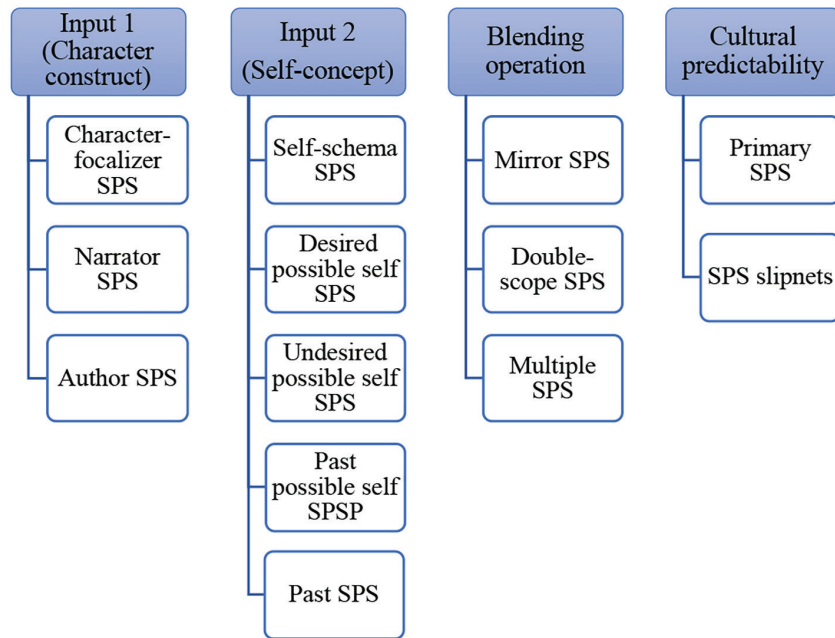 Input 1
(Character
construct)
Character-
focalizer
SPS
Narrator
SPS
Author SPS
Input 2
(Self-concept)
Self-schema
SPS
Desired
possible self
SPS
Undesired
possible self
SPS
Past
possible self
SPSP
Past SPS
Blending
operation
Mirror SPS
Double-
scope SPS
Multiple
SPS
Cultural
predictability
Primary
SPS
SPS slipnets